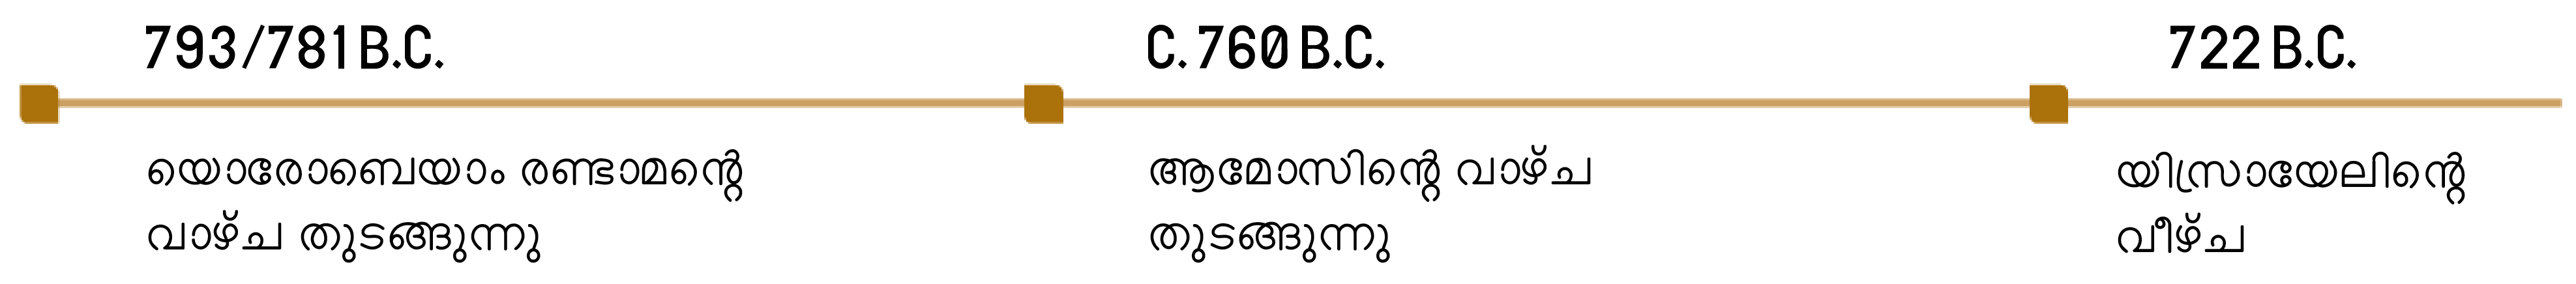 793/781 B.C.
C. 760 B.C.
722 B.C.
യൊരോബെയാം രണ്ടാമന്റെ
വാഴ്ച തുടങ്ങുന്നു
ആമോസിന്റെ വാഴ്ച
തുടങ്ങുന്നു
യിസ്രായേലിന്റെ
വീഴ്ച